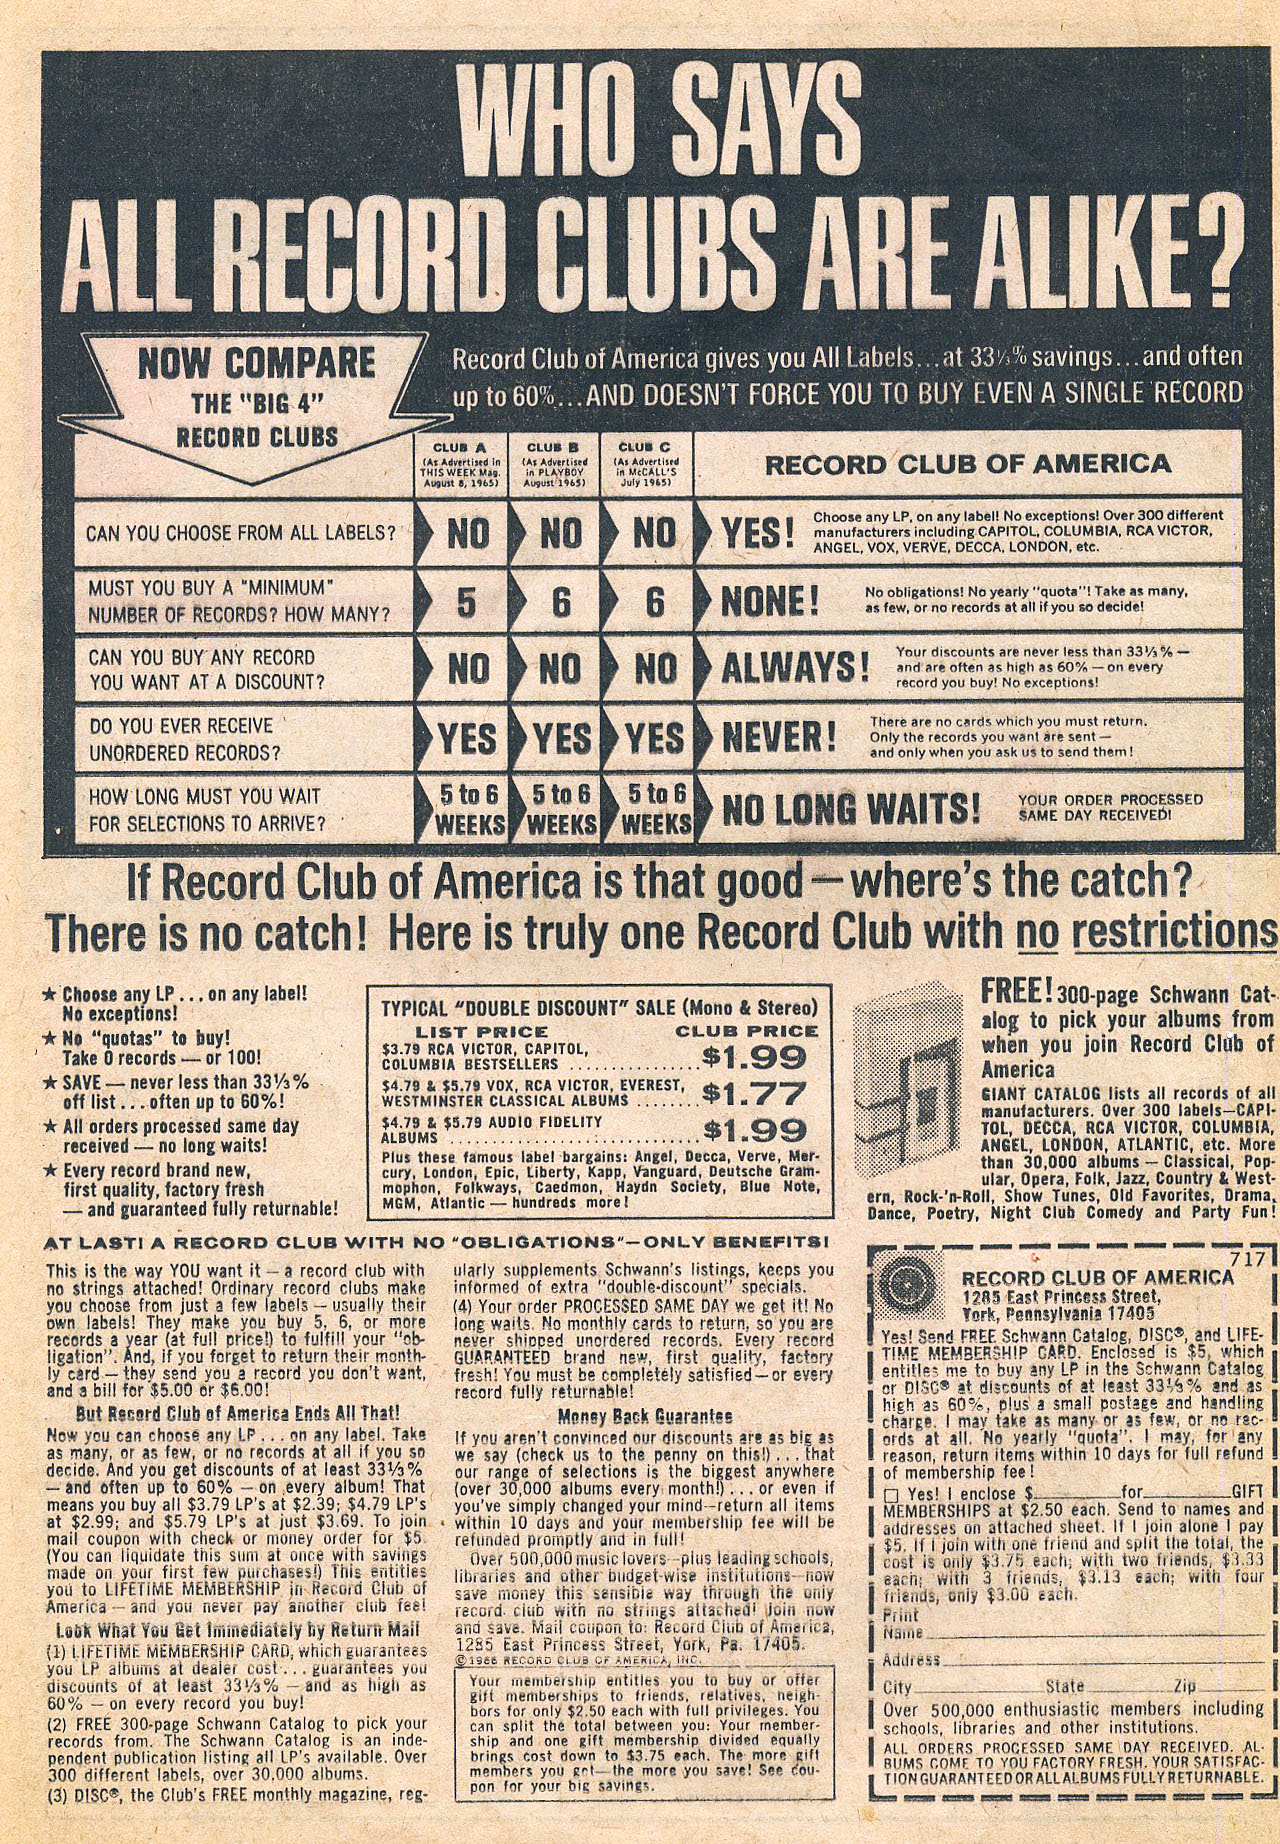 WHO SAYS
ALL RECORD CLUBS ARE ALIKE?
NOW COMPARE
THE "BIG 4"
RECORD CLUBS
Record Club of America gives you All Labels...at 33⅓% savings...and often
up to 60%...AND DOESN'T FORCE YOU TO BUY EVEN A SINGLE RECORD
CLUB A
(As Advertised in
THIS WEEK Mag.
August 8, 1965)
CLUB B
(As Advertised
in PLAYBOY
August 1965)
CLUB C
(As Advertised
in McCALL'S
July 1965)
RECORD CLUB OF AMERICA
CAN YOU CHOOSE FROM ALL LABELS?
NO
NO
NO
YES!
Choose any LP, on any label! No exceptions! Over 300 different
manufacturers including CAPITOL, COLUMBIA, RCA VICTOR,
ANGEL, VOX, VERVE, DECCA, LONDON, etc.
MUST YOU BUY A "MINIMUM"
NUMBER OF RECORDS? HOW MANY?
5
6
6
NONE!
No obligations! No yearly "quota"! Take as many,
as few, or no records at all if you so decide!
CAN YOU BUY ANY RECORD
YOU WANT AT A DISCOUNT?
NO
NO
NO
ALWAYS!
Your discounts are never less than 33⅓% —
and are often as high as 60% — on every
record you buy! No exceptions!
DO YOU EVER RECEIVE
UNORDERED RECORDS?
YES
YES
YES
NEVER!
There are no cards which you must return.
Only the records you want are sent —
and only when you ask us to send them!
HOW LONG MUST YOU WAIT
FOR SELECTIONS TO ARRIVE?
5 to 6
WEEKS
5 to 6
WEEKS
5 to 6
WEEKS
NO LONG WAITS!
YOUR ORDER PROCESSED
SAME DAY RECEIVED!
If Record Club of America is that good—where's the catch?
There is no catch! Here is truly one Record Club with no restrictions
★ Choose any LP...on any label!
No exceptions!
★ No "quotas" to buy!
Take 0 records — or 100!
★ SAVE — never less than 33⅓%
off list...often up to 60%!
★ All orders processed same day
received — no long waits!
★ Every record brand new,
first quality, factory fresh
— and guaranteed fully returnable!
TYPICAL "DOUBLE DISCOUNT" SALE (Mono & Stereo)
LIST PRICE CLUB PRICE
$3.79 RCA VICTOR, CAPITOL,
COLUMBIA BESTSELLERS ................ $1.99
$4.79 & $5.79 VOX, RCA VICTOR, EVEREST,
WESTMINSTER CLASSICAL ALBUMS ........ $1.77
$4.79 & $5.79 AUDIO FIDELITY
ALBUMS ................................ $1.99
Plus these famous label bargains: Angel, Decca, Verve, Mer-
cury, London, Epic, Liberty, Kapp, Vanguard, Deutsche Gram-
mophon, Folkways, Caedmon, Haydn Society, Blue Note,
MGM, Atlantic — hundreds more!
FREE! 300-page Schwann Cat-
alog to pick your albums from
when you join Record Club of
America
GIANT CATALOG lists all records of all
manufacturers. Over 300 labels—CAPI-
TOL, DECCA, RCA VICTOR, COLUMBIA,
ANGEL, LONDON, ATLANTIC, etc. More
than 30,000 albums — Classical, Pop-
ular, Opera, Folk, Jazz, Country & West-
ern, Rock-'n-Roll, Show Tunes, Old Favorites, Drama,
Dance, Poetry, Night Club Comedy and Party Fun!
AT LAST! A RECORD CLUB WITH NO "OBLIGATIONS"—ONLY BENEFITS!
This is the way YOU want it — a record club with
no strings attached! Ordinary record clubs make
you choose from just a few labels — usually their
own labels! They make you buy 5, 6, or more
records a year (at full price!) to fulfill your "ob-
ligation". And, if you forget to return their month-
ly card — they send you a record you don't want,
and a bill for $5.00 or $6.00!
But Record Club of America Ends All That!
Now you can choose any LP...on any label. Take
as many, or as few, or no records at all if you so
decide. And you get discounts of at least 33⅓%
— and often up to 60% — on every album! That
means you buy all $3.79 LP's at $2.39; $4.79 LP's
at $2.99; and $5.79 LP's at just $3.69. To join
mail coupon with check or money order for $5.
(You can liquidate this sum at once with savings
made on your first few purchases!) This entitles
you to LIFETIME MEMBERSHIP in Record Club of
America — and you never pay another club fee!
Look What You Get Immediately by Return Mail
(1) LIFETIME MEMBERSHIP CARD, which guarantees
you LP albums at dealer cost...guarantees you
discounts of at least 33⅓% — and as high as
60% — on every record you buy!
(2) FREE 300-page Schwann Catalog to pick your
records from. The Schwann Catalog is an inde-
pendent publication listing all LP's available. Over
300 different labels, over 30,000 albums.
(3) DISC®, the Club's FREE monthly magazine, reg-
ularly supplements Schwann's listings, keeps you
informed of extra "double-discount" specials.
(4) Your order PROCESSED SAME DAY we get it! No
long waits. No monthly cards to return, so you are
never shipped unordered records. Every record
GUARANTEED brand new, first quality, factory
fresh! You must be completely satisfied—or every
record fully returnable!
Money Back Guarantee
If you aren't convinced our discounts are as big as
we say (check us to the penny on this!)...that
our range of selections is the biggest anywhere
(over 30,000 albums every month!)...or even if
you've simply changed your mind—return all items
within 10 days and your membership fee will be
refunded promptly and in full!
Over 500,000 music lovers—plus leading schools,
libraries and other budget-wise institutions—now
save money this sensible way through the only
record club with no strings attached! Join now
and save. Mail coupon to: Record Club of America,
1285 East Princess Street, York, Pa. 17405.
©1966 RECORD CLUB OF AMERICA, INC.
Your membership entitles you to buy or offer
gift memberships to friends, relatives, neigh-
bors for only $2.50 each with full privileges. You
can split the total between you: Your member-
ship and one gift membership divided equally
brings cost down to $3.75 each. The more gift
members you get—the more you save! See cou-
pon for your big savings.
717
RECORD CLUB OF AMERICA
1285 East Princess Street,
York, Pennsylvania 17405
Yes! Send FREE Schwann Catalog, DISC®, and LIFE-
TIME MEMBERSHIP CARD. Enclosed is $5, which
entitles me to buy any LP in the Schwann Catalog
or DISC® at discounts of at least 33⅓% and as
high as 60%, plus a small postage and handling
charge. I may take as many or as few, or no rec-
ords at all. No yearly "quota". I may, for any
reason, return items within 10 days for full refund
of membership fee!
□ Yes! I enclose $________for________GIFT
MEMBERSHIPS at $2.50 each. Send to names and
addresses on attached sheet. If I join alone I pay
$5. If I join with one friend and split the total, the
cost is only $3.75 each; with two friends, $3.33
each; with 3 friends, $3.13 each; with four
friends, only $3.00 each.
Print
Name
Address
City State Zip
Over 500,000 enthusiastic members including
schools, libraries and other institutions.
ALL ORDERS PROCESSED SAME DAY RECEIVED. AL-
BUMS COME TO YOU FACTORY FRESH. YOUR SATISFAC-
TION GUARANTEED OR ALL ALBUMS FULLY RETURNABLE.